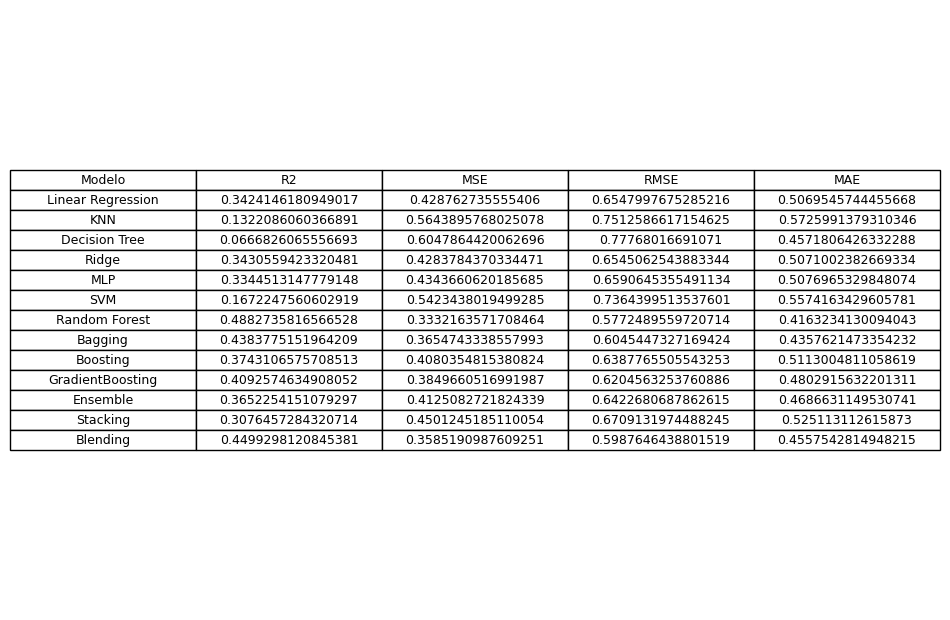 Modelo R2 MSE RMSE MAE
Linear Regression 0.3424146180949017 0.428762735555406 0.6547997675285216 0.5069545744455668
KNN 0.1322086060366891 0.5643895768025078 0.7512586617154625 0.5725991379310346
Decision Tree 0.0666826065556693 0.6047864420062696 0.77768016691071 0.4571806426332288
Ridge 0.3430559423320481 0.4283784370334471 0.6545062543883344 0.5071002382669334
MLP 0.3344513147779148 0.4343660620185685 0.6590645355491134 0.5076965329848074
SVM 0.1672247560602919 0.5423438019499285 0.7364399513537601 0.5574163429605781
Random Forest 0.4882735816566528 0.3332163571708464 0.5772489559720714 0.4163234130094043
Bagging 0.4383775151964209 0.3654743338557993 0.6045447327169424 0.4357621473354232
Boosting 0.3743106575708513 0.4080354815380824 0.6387765505543253 0.5113004811058619
GradientBoosting 0.4092574634908052 0.3849660516991987 0.6204563253760886 0.4802915632201311
Ensemble 0.3652254151079297 0.4125082721824339 0.6422680687862615 0.4686631149530741
Stacking 0.3076457284320714 0.4501245185110054 0.6709131974488245 0.525113112615873
Blending 0.4499298120845381 0.3585190987609251 0.5987646438801519 0.4557542814948215